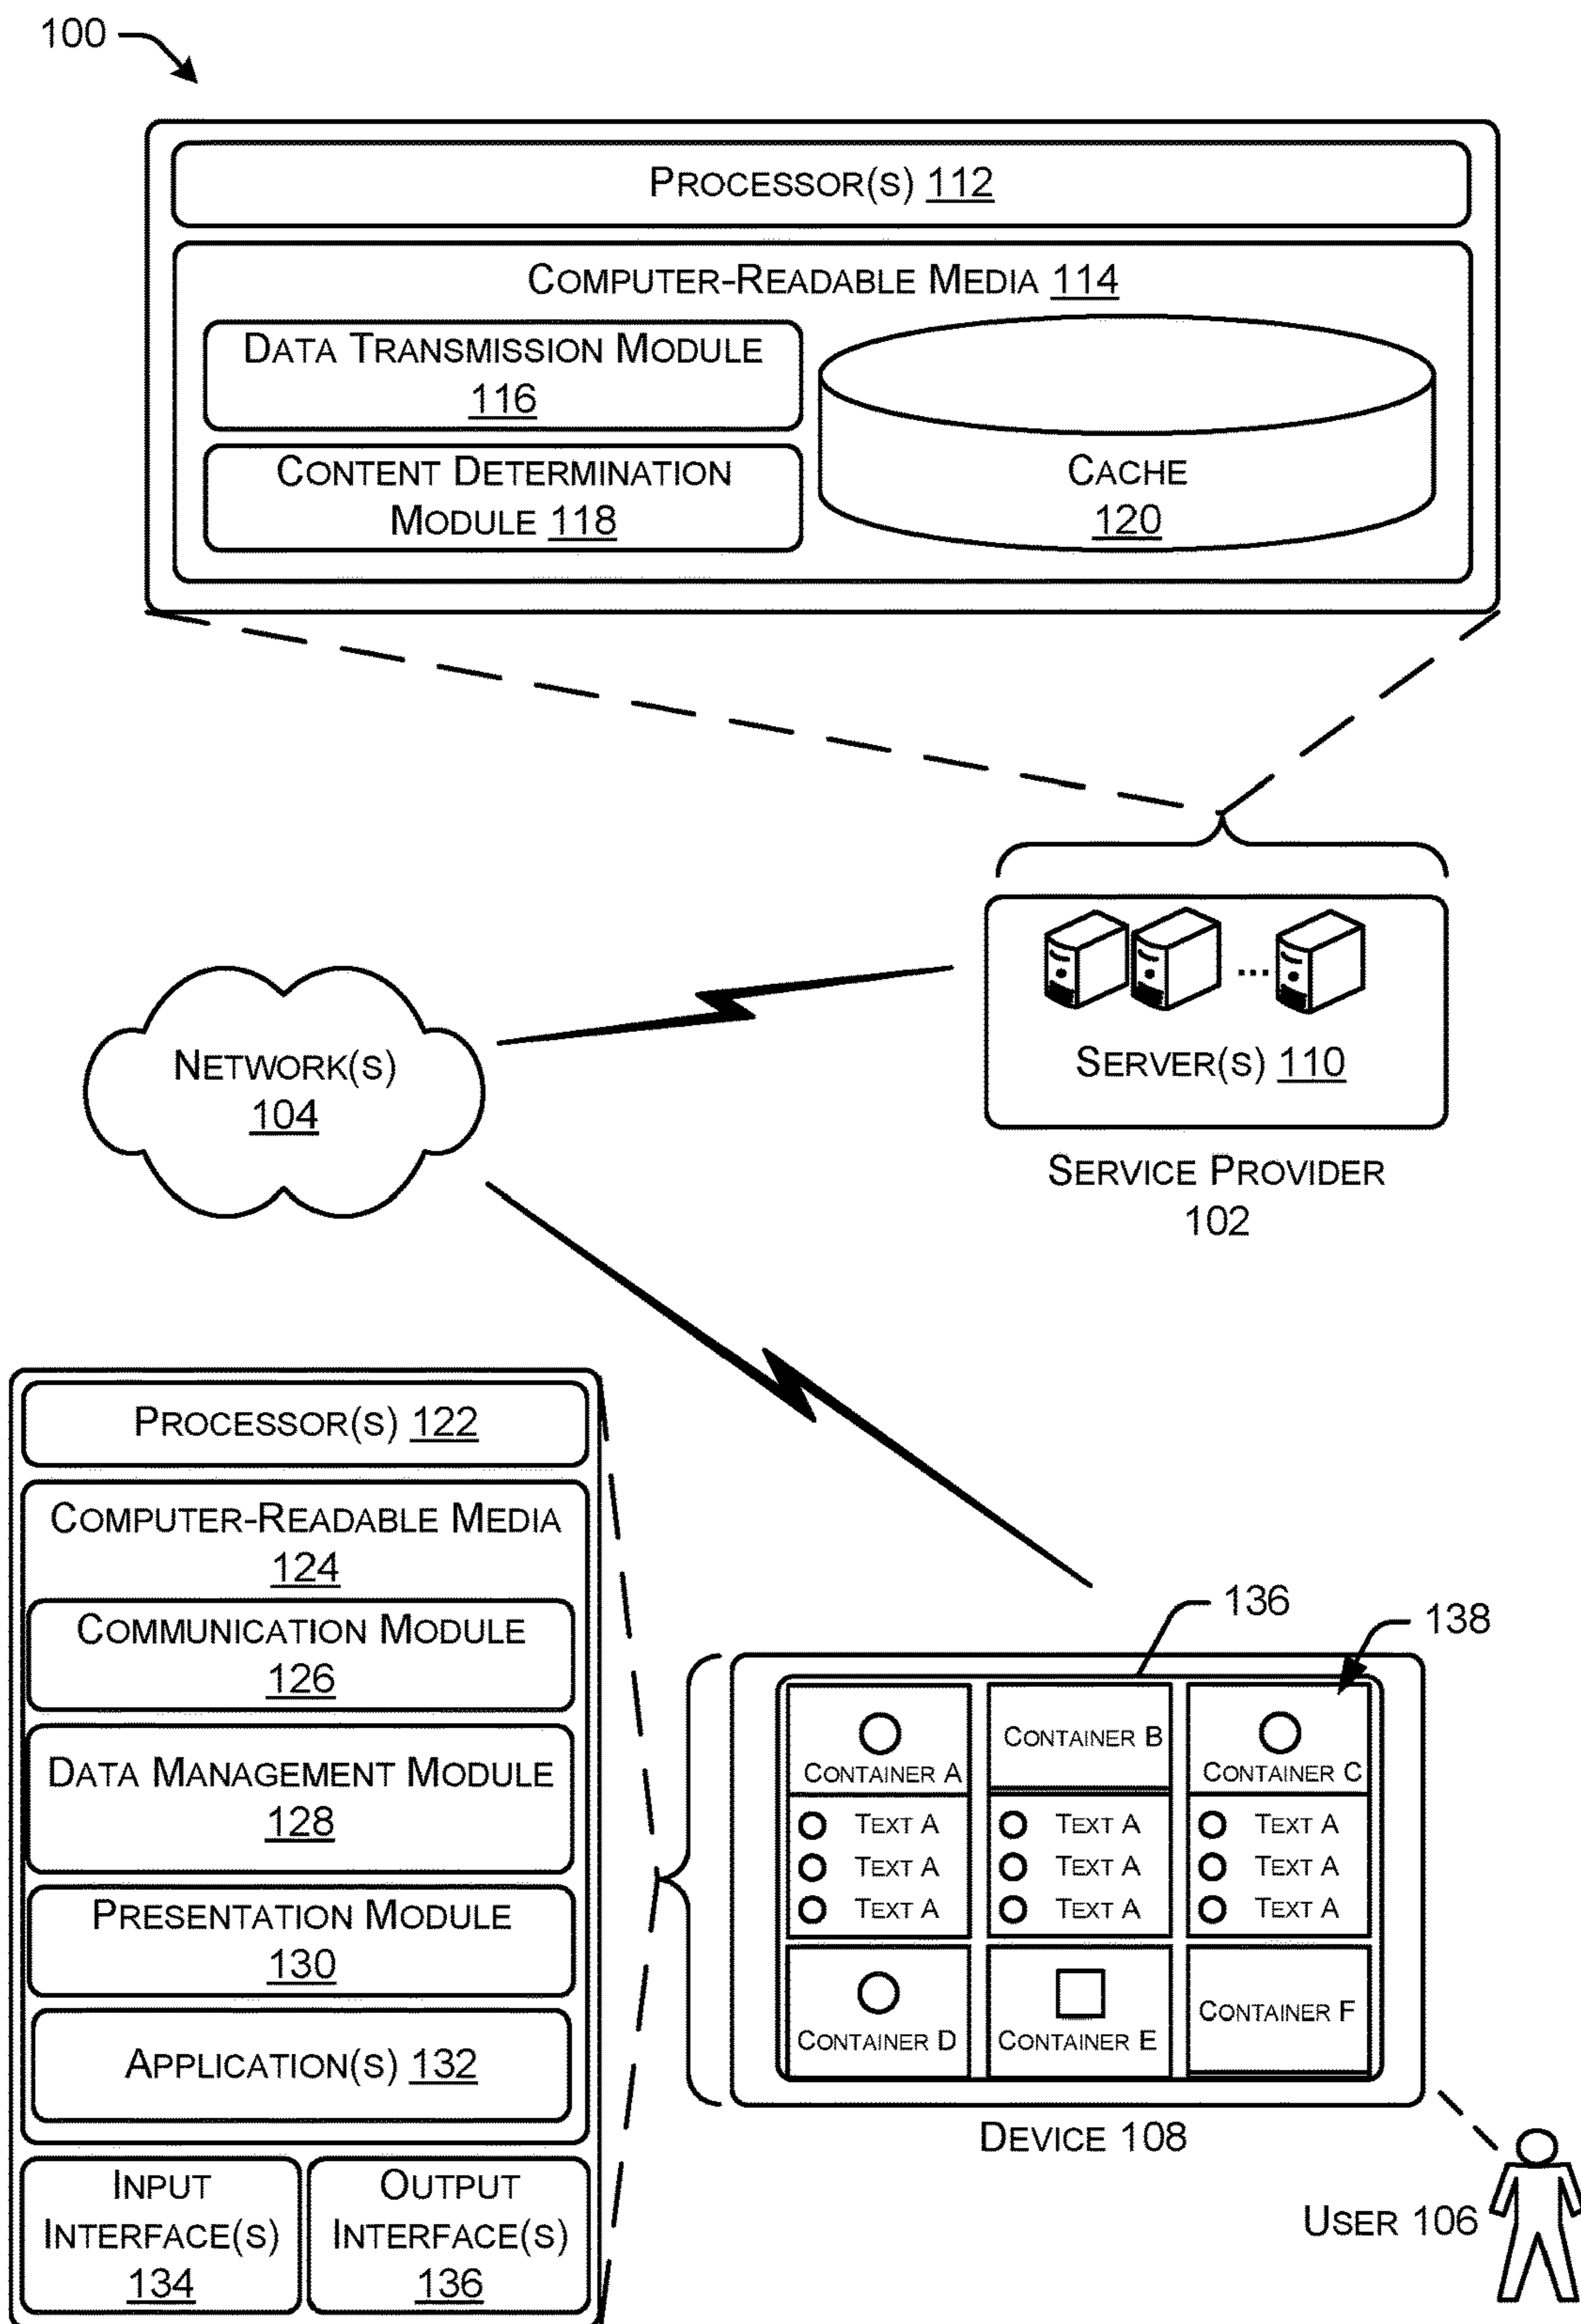 100
PROCESSOR(S) 112
COMPUTER-READABLE MEDIA 114
DATA TRANSMISSION MODULE
116
CONTENT DETERMINATION
MODULE 118
CACHE
120
NETWORK(S)
104
...
SERVER(S) 110
SERVICE PROVIDER
102
PROCESSOR(S) 122
COMPUTER-READABLE MEDIA
124
COMMUNICATION MODULE
126
DATA MANAGEMENT MODULE
128
PRESENTATION MODULE
130
APPLICATION(S) 132
INPUT
INTERFACE(S)
134
OUTPUT
INTERFACE(S)
136
136
138
CONTAINER A
CONTAINER B
CONTAINER C
TEXT A
TEXT A
TEXT A
TEXT A
TEXT A
TEXT A
TEXT A
TEXT A
TEXT A
CONTAINER D
CONTAINER E
CONTAINER F
DEVICE 108
USER 106